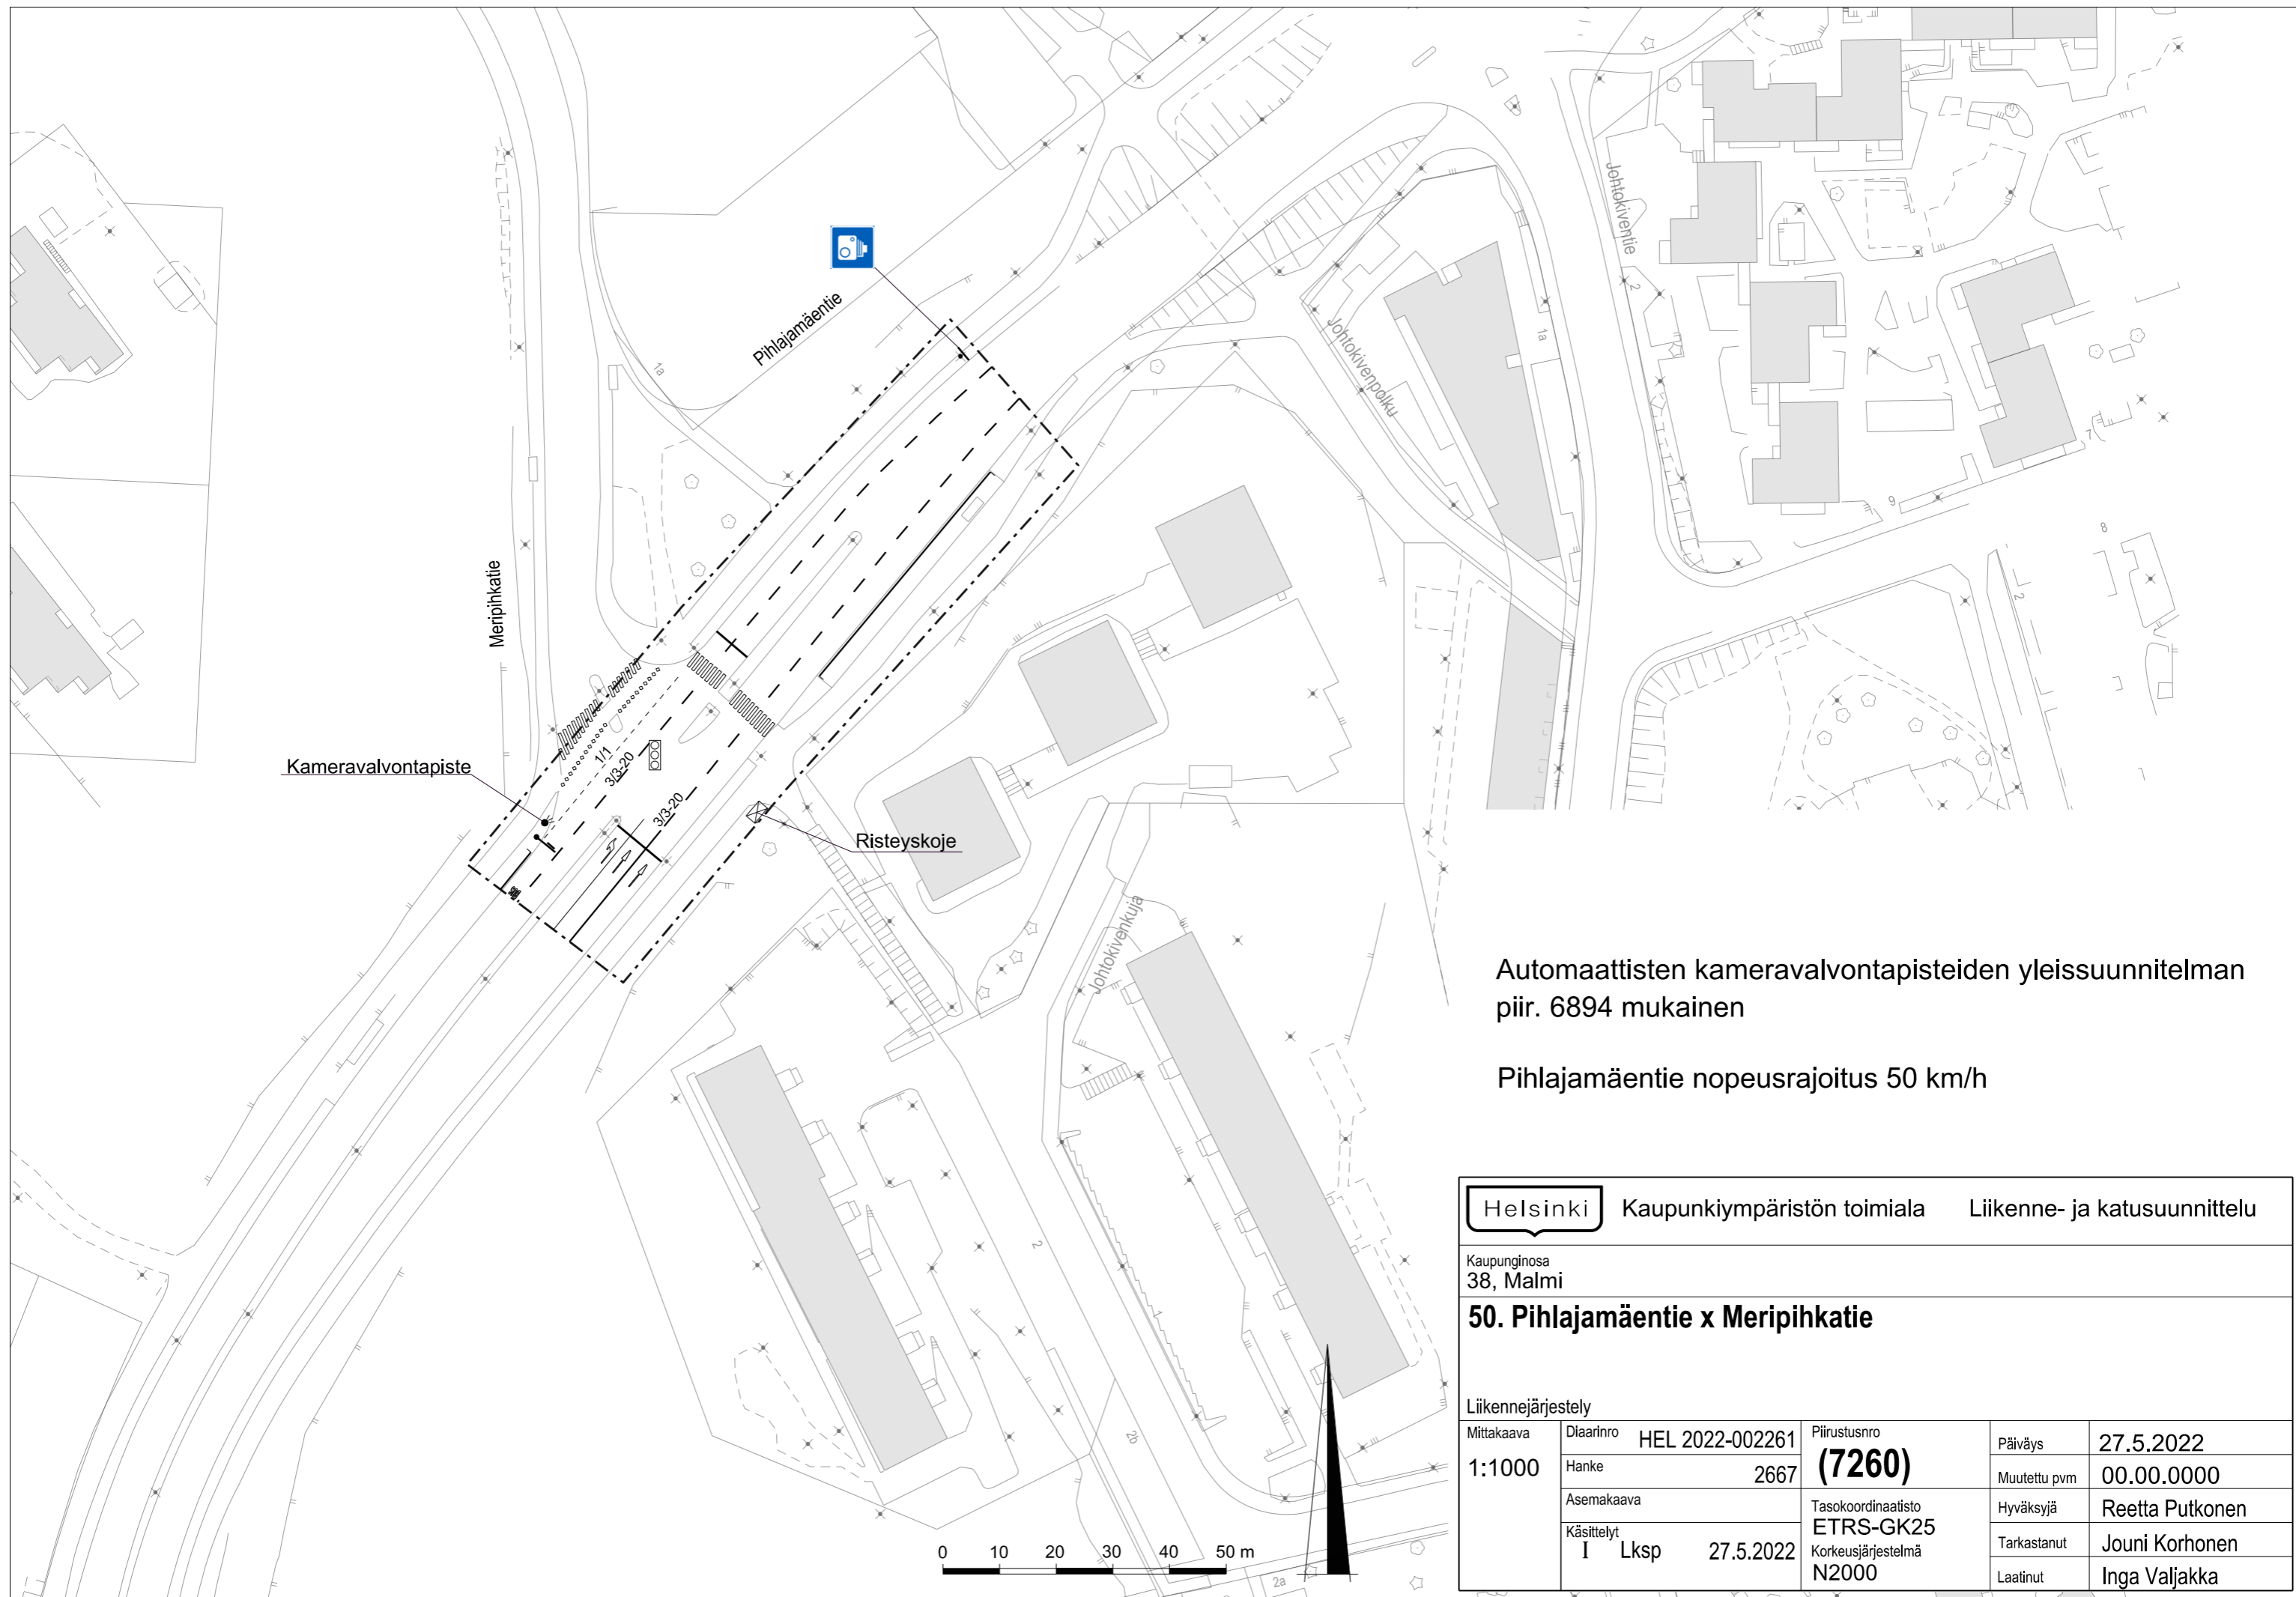 Johtokiventie
2
Pihlajamäentie
1a
Johtokivenpolku
1a
7
9
8
2
Meripihkatie
1/1
3/3-20
3/3-20
Kameravalvontapiste
Risteyskoje
Johtokivenkuja
Automaattisten kameravalvontapisteiden yleissuunnitelman
piir. 6894 mukainen
Pihlajamäentie nopeusrajoitus 50 km/h
2
1
2b
2a
0 10 20 30 40 50 m
Helsinki Kaupunkiympäristön toimiala Liikenne- ja katusuunnittelu
Kaupunginosa
38, Malmi
50. Pihlajamäentie x Meripihkatie
Liikennejärjestely
Mittakaava
1:1000
Diaarinro HEL 2022-002261
Hanke 2667
Asemakaava
Käsittelyt
I Lksp 27.5.2022
Piirustusnro
(7260)
Tasokoordinaatisto
ETRS-GK25
Korkeusjärjestelmä
N2000
Päiväys 27.5.2022
Muutettu pvm 00.00.0000
Hyväksyjä Reetta Putkonen
Tarkastanut Jouni Korhonen
Laatinut Inga Valjakka